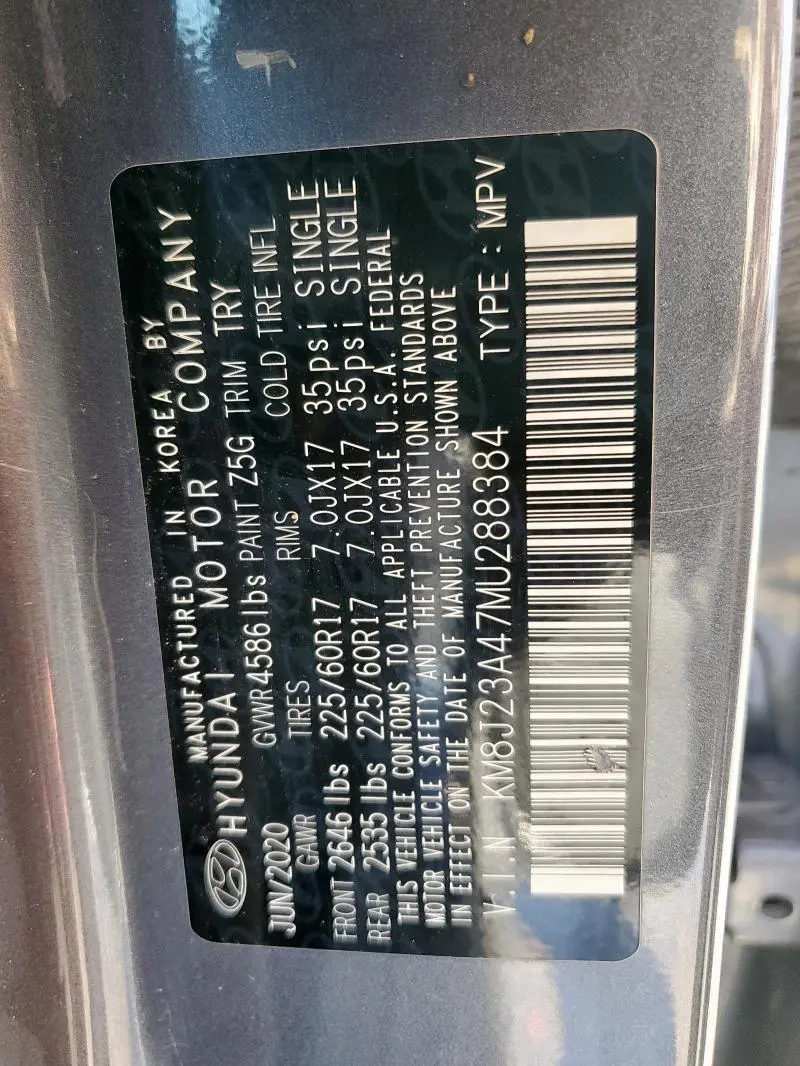 MANUFACTURED IN KOREA BY
HYUNDAI MOTOR COMPANY
JUN/2020 GVWR4586lbs PAINT Z5G TRIM TRY
GAWR TIRES RIMS COLD TIRE INFL
FRONT 2646 lbs 225/60R17 7.0JX17 35psi SINGLE
REAR 2535 lbs 225/60R17 7.0JX17 35psi SINGLE
THIS VEHICLE CONFORMS TO ALL APPLICABLE U.S.A. FEDERAL
MOTOR VEHICLE SAFETY AND THEFT PREVENTION STANDARDS
IN EFFECT ON THE DATE OF MANUFACTURE SHOWN ABOVE
V.I.N KM8J23A47MU288384 TYPE : MPV